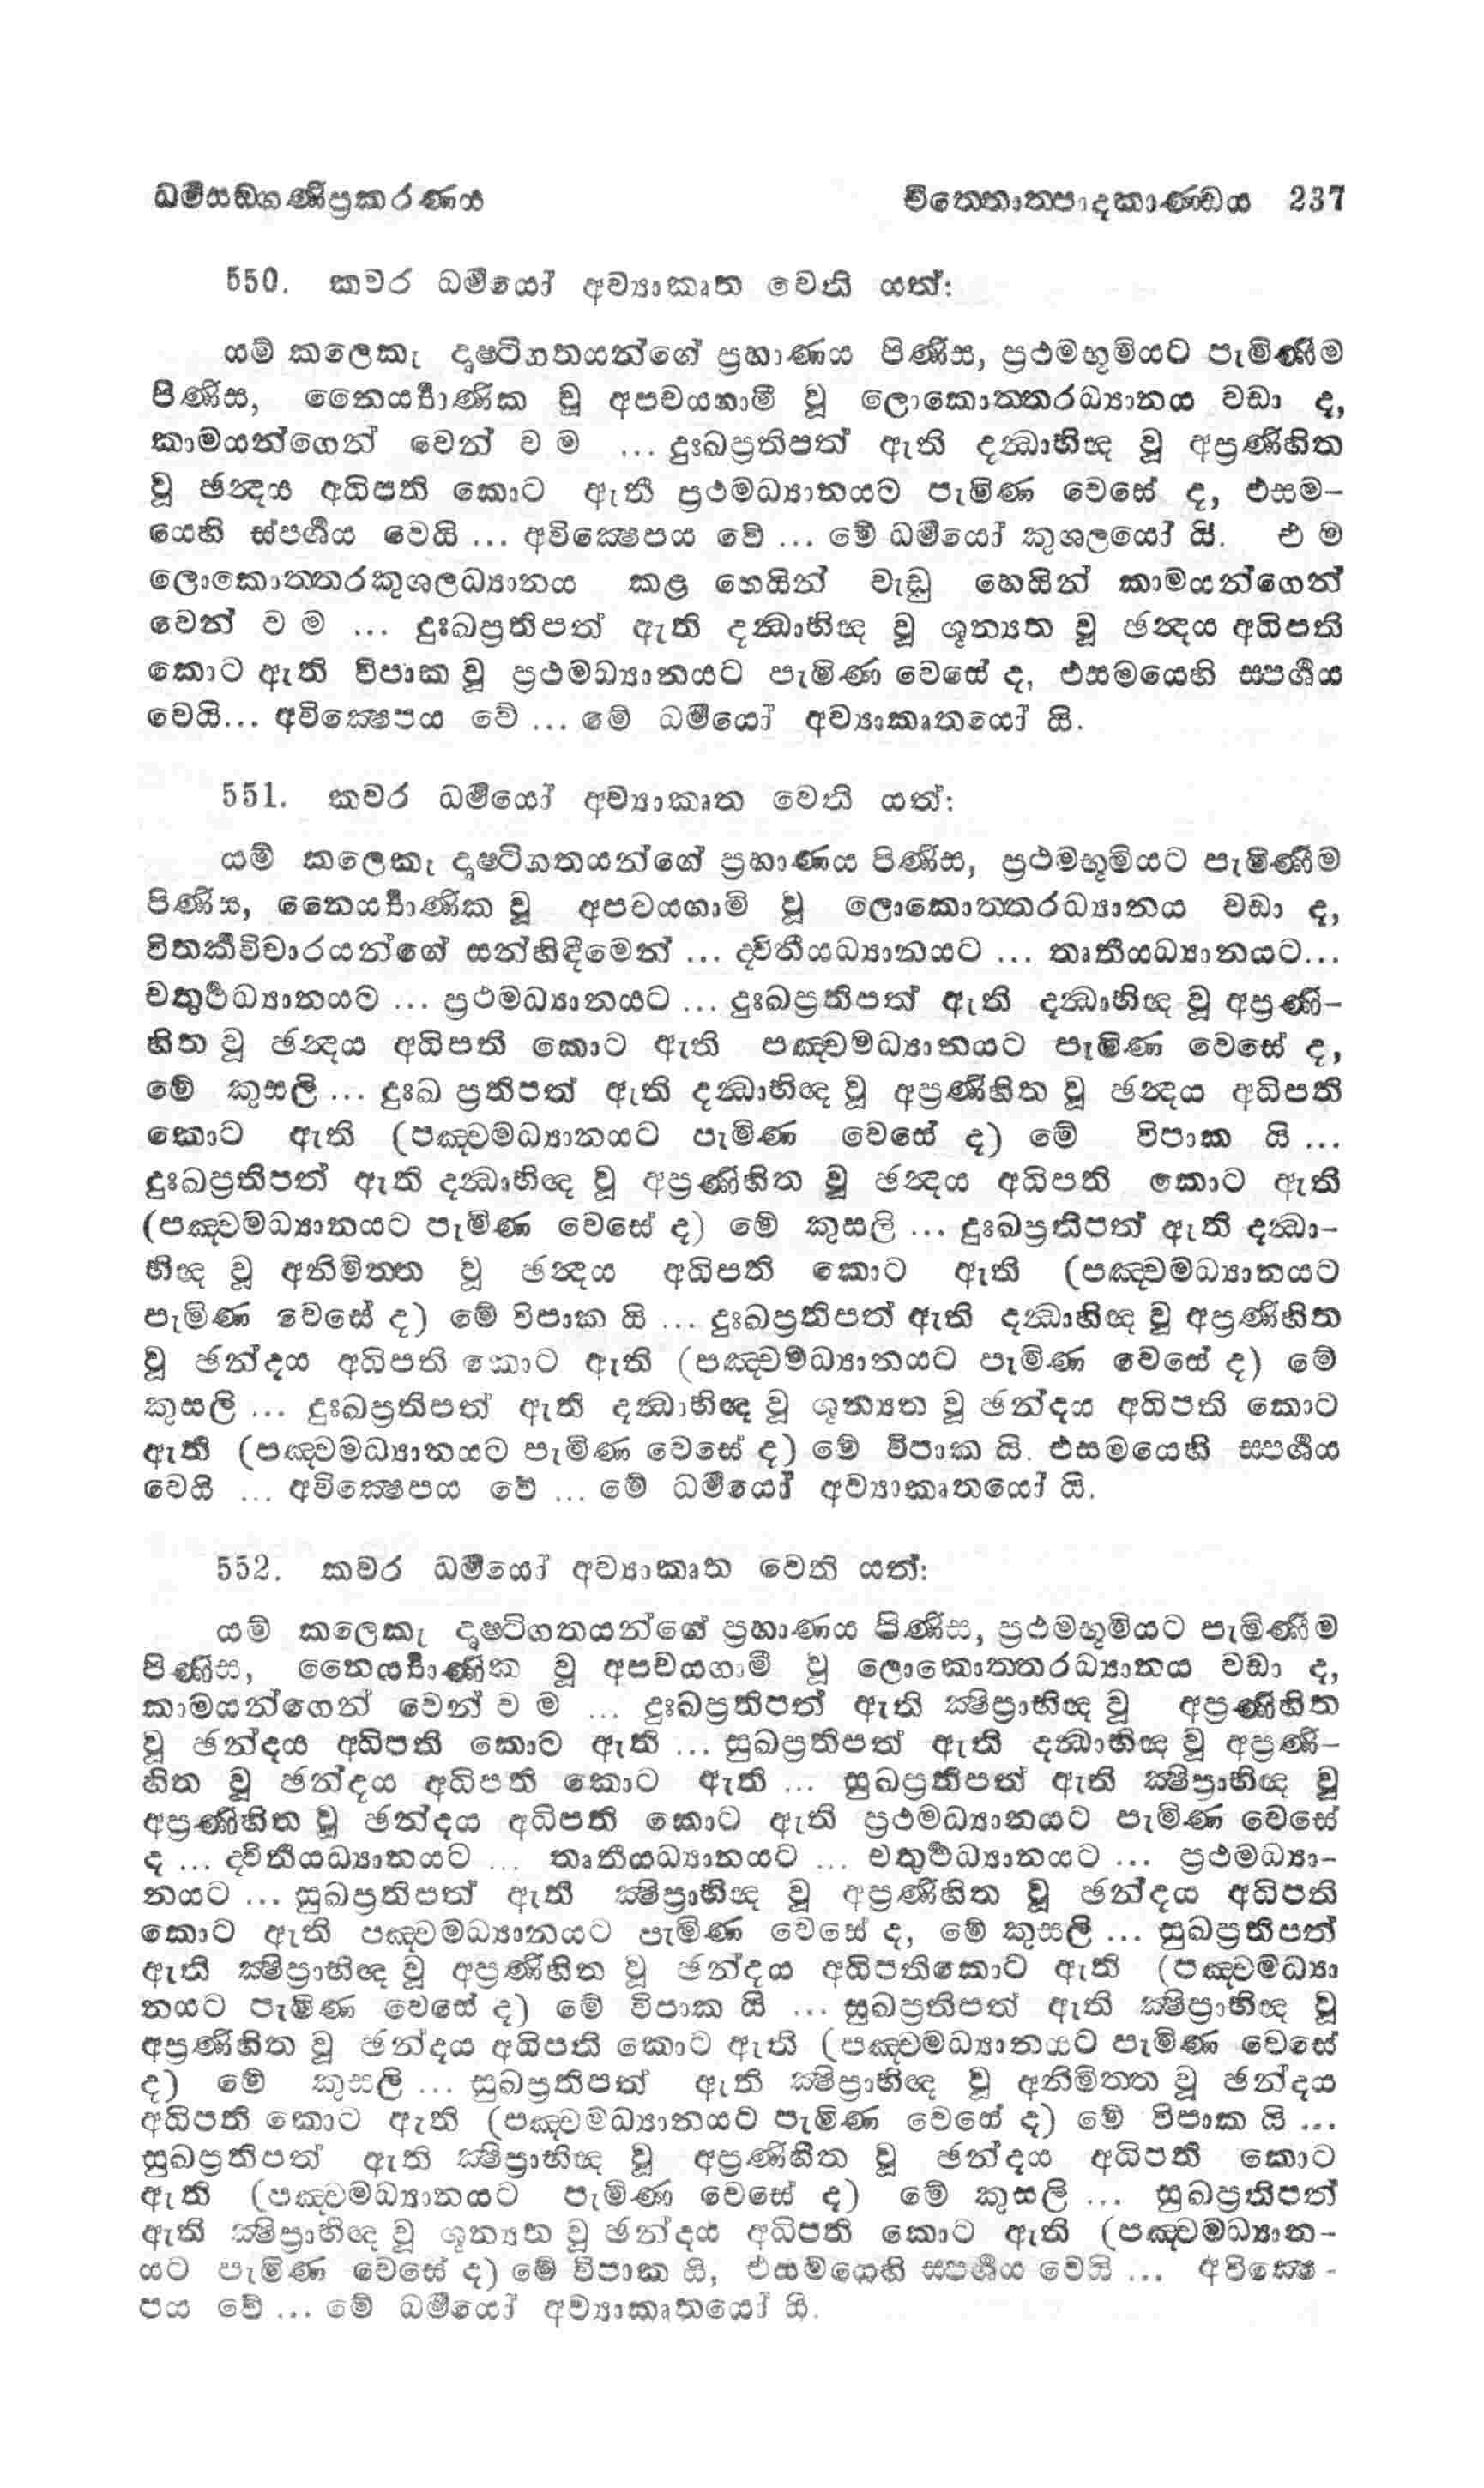 ධර්මසඞ්ගණිප්‍රකරණය චිත්තොත්පාදකාණ්ඩය 237
550. කවර ධර්මයෝ අව්‍යාකෘත වෙති යත්:
යම් කලෙකැ දෘෂ්ටිගතයන්ගේ ප්‍රහාණය පිණිස, ප්‍රථමභූමියට පැමිණීම
පිණිස, නෛර්‍ය්‍යාණික වූ අපචයගාමී වූ ලොකොත්තරධ්‍යානය වඩා ද,
කාමයන්ගෙන් වෙන් ව ම ... දුඃඛප්‍රතිපත් ඇති දන්ධාභිඥ වූ අප්‍රණිහිත
වූ ඡන්දය අධිපති කොට ඇති ප්‍රථමධ්‍යානයට පැමිණ වෙසේ ද, එසම-
යෙහි ස්පර්ශය වෙයි ... අවික්‍ෂෙපය වේ ... මේ ධර්මයෝ කුශලයෝ යි. එ ම
ලොකොත්තරකුශලධ්‍යානය කළ හෙයින් වැඩූ හෙයින් කාමයන්ගෙන්
වෙන් ව ම ... දුඃඛප්‍රතිපත් ඇති දන්ධාභිඥ වූ ශූන්‍යත වූ ඡන්දය අධිපති
කොට ඇති විපාක වූ ප්‍රථමධ්‍යානයට පැමිණ වෙසේ ද, එසමයෙහි ස්පර්ශය
වෙයි... අවික්‍ෂෙපය වේ ... මේ ධර්මයෝ අව්‍යාකෘතයෝ යි.
551. කවර ධර්මයෝ අව්‍යාකෘත වෙති යත්:
යම් කලෙකැ දෘෂ්ටිගතයන්ගේ ප්‍රහාණය පිණිස, ප්‍රථමභූමියට පැමිණීම
පිණිස, නෛර්‍ය්‍යාණික වූ අපචයගාමි වූ ලොකොත්තරධ්‍යානය වඩා ද,
විතර්කවිචාරයන්ගේ සන්හිඳීමෙන් ... ද්විතීයධ්‍යානයට ... තෘතීයධ්‍යානයට...
චතුර්ථධ්‍යානයට ... ප්‍රථමධ්‍යානයට ... දුඃඛප්‍රතිපත් ඇති දන්ධාභිඥ වූ අප්‍රණි-
හිත වූ ඡන්දය අධිපති කොට ඇති පඤ්චමධ්‍යානයට පැමිණ වෙසේ ද,
මේ කුසලි ... දුඃඛ ප්‍රතිපත් ඇති දන්ධාභිඥ වූ අප්‍රණිහිත වූ ඡන්දය අධිපති
කොට ඇති (පඤ්චමධ්‍යානයට පැමිණ වෙසේ ද) මේ විපාක යි ...
දුඃඛප්‍රතිපත් ඇති දන්ධාභිඥ වූ අප්‍රණිහිත වූ ඡන්දය අධිපති කොට ඇති
(පඤ්චමධ්‍යානයට පැමිණ වෙසේ ද) මේ කුසලි ... දුඃඛප්‍රතිපත් ඇති දන්ධා-
භිඥ වූ අනිමිත්ත වූ ඡන්දය අධිපති කොට ඇති (පඤ්චමධ්‍යානයට
පැමිණ වෙසේ ද) මේ විපාක යි ... දුඃඛප්‍රතිපත් ඇති දන්ධාභිඥ වූ අප්‍රණිහිත
වූ ඡන්දය අධිපති කොට ඇති (පඤ්චමධ්‍යානයට පැමිණ වෙසේ ද) මේ
කුසලි ... දුඃඛප්‍රතිපත් ඇති දන්ධාභිඥ වූ ශූන්‍යත වූ ඡන්දය අධිපති කොට
ඇති (පඤ්චමධ්‍යානයට පැමිණ වෙසේ ද) මේ විපාක යි. එසමයෙහි ස්පර්ශය
වෙයි ... අවික්‍ෂෙපය වේ ... මේ ධර්මයෝ අව්‍යාකෘතයෝ යි.
552. කවර ධර්මයෝ අව්‍යාකෘත වෙති යත්:
යම් කලෙකැ දෘෂ්ටිගතයන්ගේ ප්‍රහාණය පිණිස, ප්‍රථමභූමියට පැමිණීම
පිණිස, නෛර්‍ය්‍යාණික වූ අපචයගාමී වූ ලොකොත්තරධ්‍යානය වඩා ද,
කාමයන්ගෙන් වෙන් ව ම ... දුඃඛප්‍රතිපත් ඇති ක්‍ෂිප්‍රාභිඥ වූ අප්‍රණිහිත
වූ ඡන්දය අධිපති කොට ඇති ... සුඛප්‍රතිපත් ඇති දන්ධාභිඥ වූ අප්‍රණි-
හිත වූ ඡන්දය අධිපති කොට ඇති ... සුඛප්‍රතිපත් ඇති ක්‍ෂිප්‍රාභිඥ වූ
අප්‍රණිහිත වූ ඡන්දය අධිපති කොට ඇති ප්‍රථමධ්‍යානයට පැමිණ වෙසේ
ද ... ද්විතීයධ්‍යානයට ... තෘතීයධ්‍යානයට ... චතුර්ථධ්‍යානයට ... ප්‍රථමධ්‍යා-
නයට ... සුඛප්‍රතිපත් ඇති ක්‍ෂිප්‍රාභිඥ වූ අප්‍රණිහිත වූ ඡන්දය අධිපති
කොට ඇති පඤ්චමධ්‍යානයට පැමිණ වෙසේ ද, මේ කුසලි ... සුඛප්‍රතිපත්
ඇති ක්‍ෂිප්‍රාභිඥ වූ අප්‍රණිහිත වූ ඡන්දය අධිපතිකොට ඇති (පඤ්චමධ්‍යා
නයට පැමිණ වෙසේ ද) මේ විපාක යි ... සුඛප්‍රතිපත් ඇති ක්‍ෂිප්‍රාභිඥ වූ
අප්‍රණිහිත වූ ඡන්දය අධිපති කොට ඇති (පඤ්චමධ්‍යානයට පැමිණ වෙසේ
ද) මේ කුසලි ... සුඛප්‍රතිපත් ඇති ක්‍ෂිප්‍රාභිඥ වූ අනිමිත්ත වූ ඡන්දය
අධිපති කොට ඇති (පඤ්චමධ්‍යානයට පැමිණ වෙසේ ද) මේ විපාක යි ...
සුඛප්‍රතිපත් ඇති ක්‍ෂිප්‍රාභිඥ වූ අප්‍රණිහිත වූ ඡන්දය අධිපති කොට
ඇති (පඤ්චමධ්‍යානයට පැමිණ වෙසේ ද) මේ කුසලි ... සුඛප්‍රතිපත්
ඇති ක්‍ෂිප්‍රාභිඥ වූ ශූන්‍යත වූ ඡන්දය අධිපති කොට ඇති (පඤ්චමධ්‍යාන-
යට පැමිණ වෙසේ ද) මේ විපාක යි, එසමයෙහි ස්පර්ශය වෙයි ... අවික්‍ෂෙ-
පය වේ ... මේ ධර්මයෝ අව්‍යාකෘතයෝ යි.